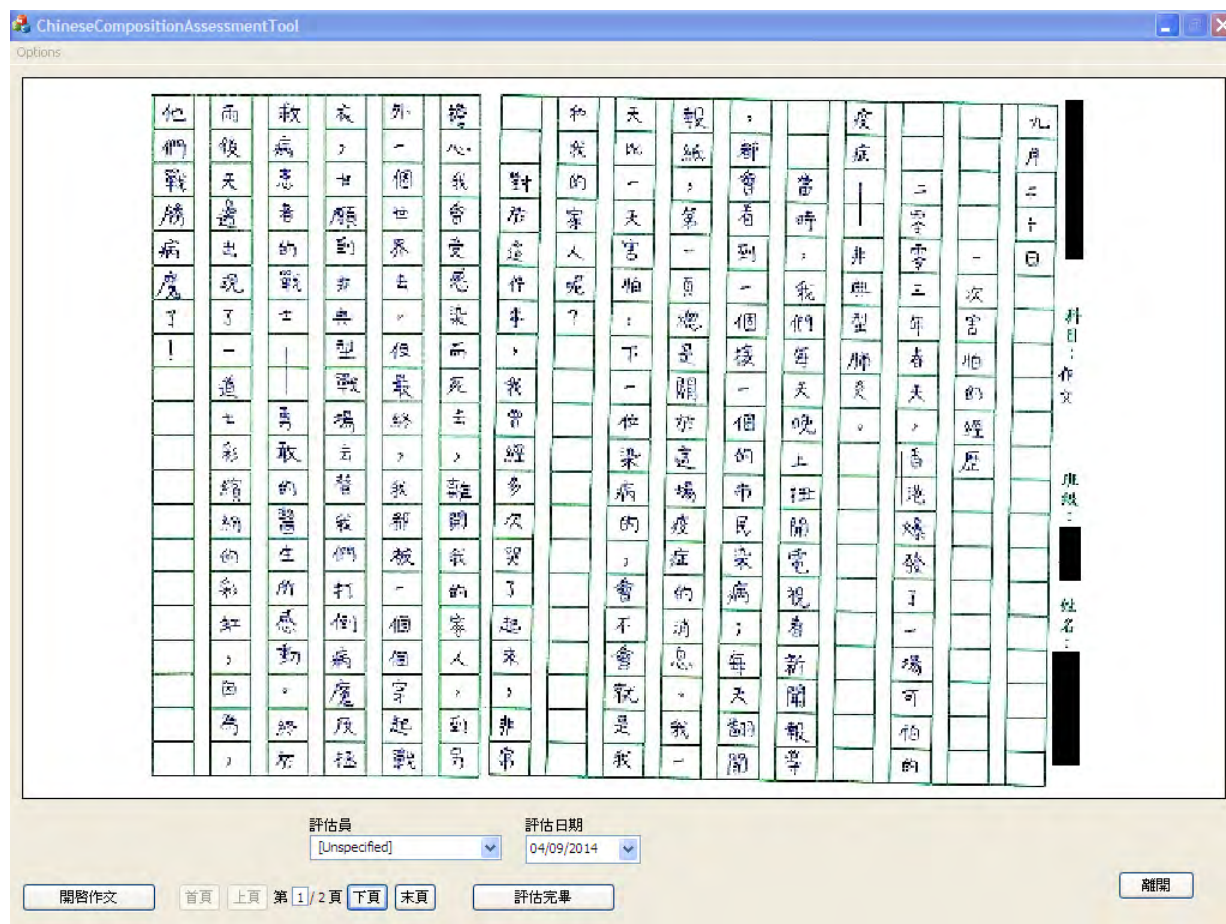 ChineseCompositionAssessmentTool
Options
科目：作文 班級： 姓名：
九月二十日
一次害怕的經歷
二零零三年春天，香港爆發了一場可怕的
疫症——非典型肺炎。
當時，我們每天晚上扭開電視看新聞報導
，都會看到一個接一個的市民染病；每天翻開
報紙，第一頁總是關於這場疫症的消息。我一
天比一天害怕：下一位染病的，會不會就是我
和我的家人呢？
對於這件事，我曾經多次哭了起來，非常
擔心我會受感染而死去，離開我的家人，到另
外一個世界去。但最終，我都被一個個穿起戰
衣，甘願到非典型戰場去替我們打倒病魔及拯
救病患者的戰士——勇敢的醫生所感動。終於
雨後天邊出現了一道七彩繽紛的彩虹，因為，
他們戰勝病魔了！
評估員 評估日期
[Unspecified] 04/09/2014
開啓作文 首頁 上頁 第 1 / 2 頁 下頁 末頁 評估完畢 離開